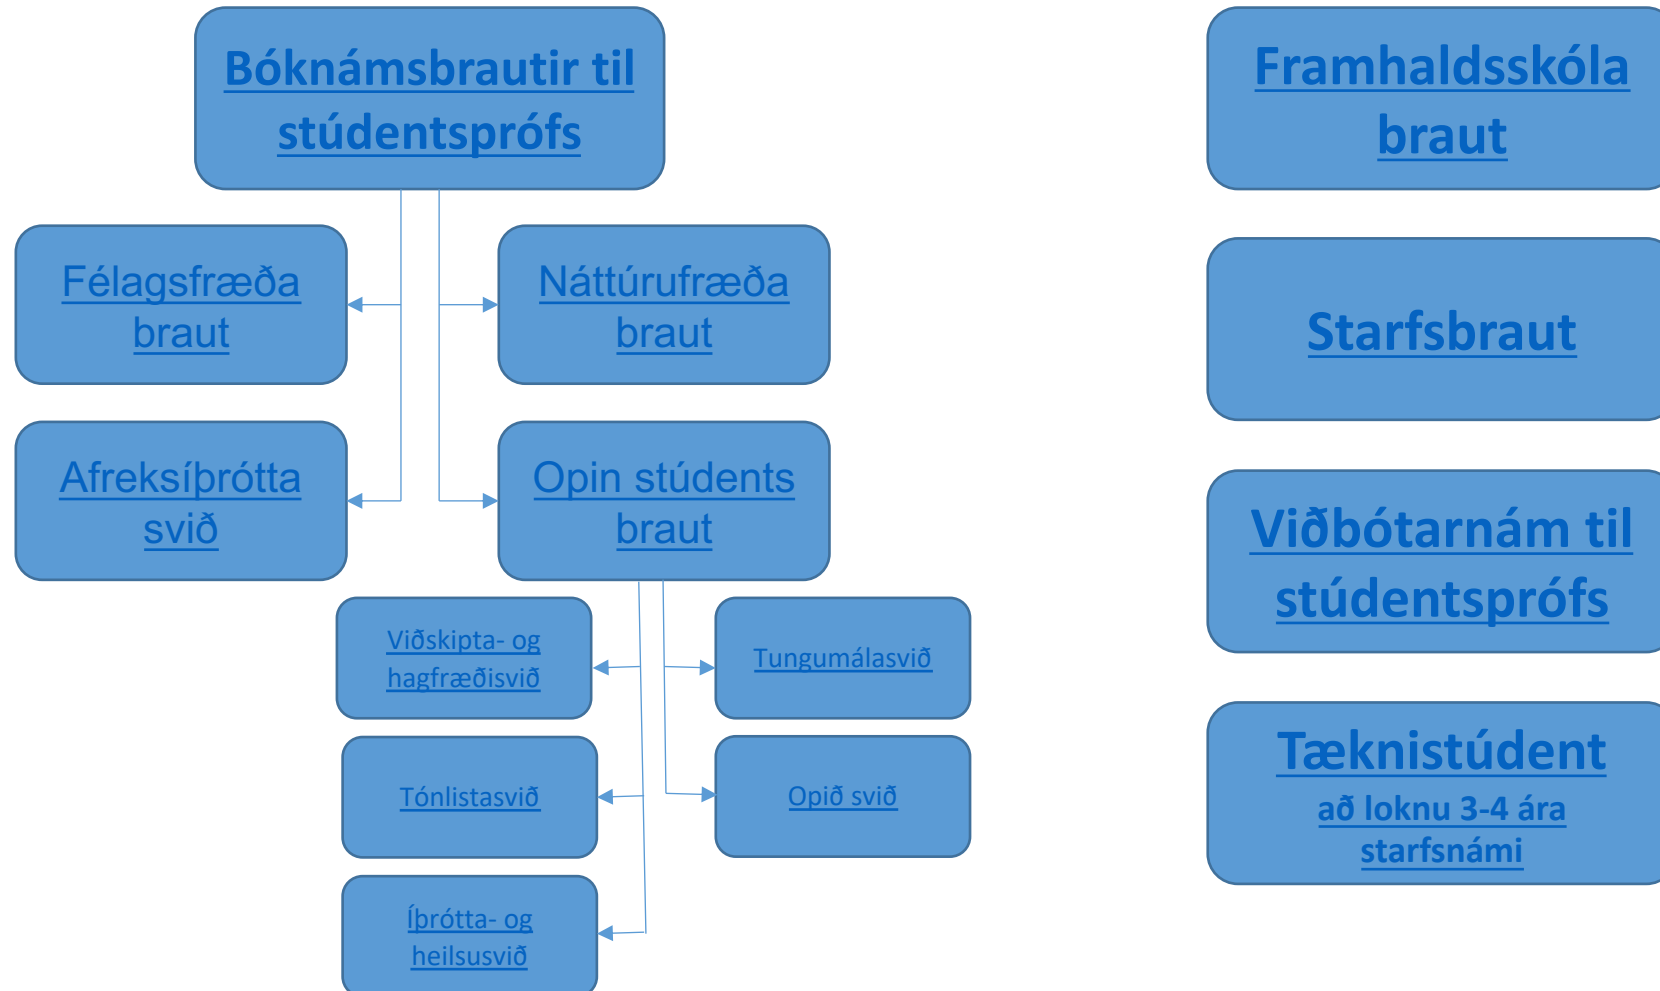 Bóknámsbrautir til
stúdentsprófs
Félagsfræða
braut
Náttúrufræða
braut
Afreksíþrótta
svið
Opin stúdents
braut
Viðskipta- og
hagfræðisvið
Tungumálasvið
Tónlistasvið
Opið svið
Íþrótta- og
heilsusvið
Framhaldsskóla
braut
Starfsbraut
Viðbótarnám til
stúdentsprófs
Tæknistúdent
að loknu 3-4 ára
starfsnámi